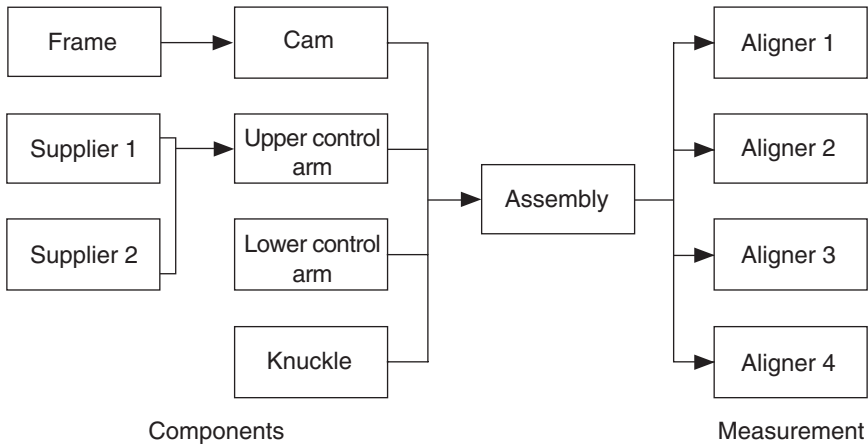 Frame
Cam
Aligner 1
Supplier 1
Upper control
arm
Aligner 2
Assembly
Supplier 2
Lower control
arm
Aligner 3
Knuckle
Aligner 4
Components
Measurement